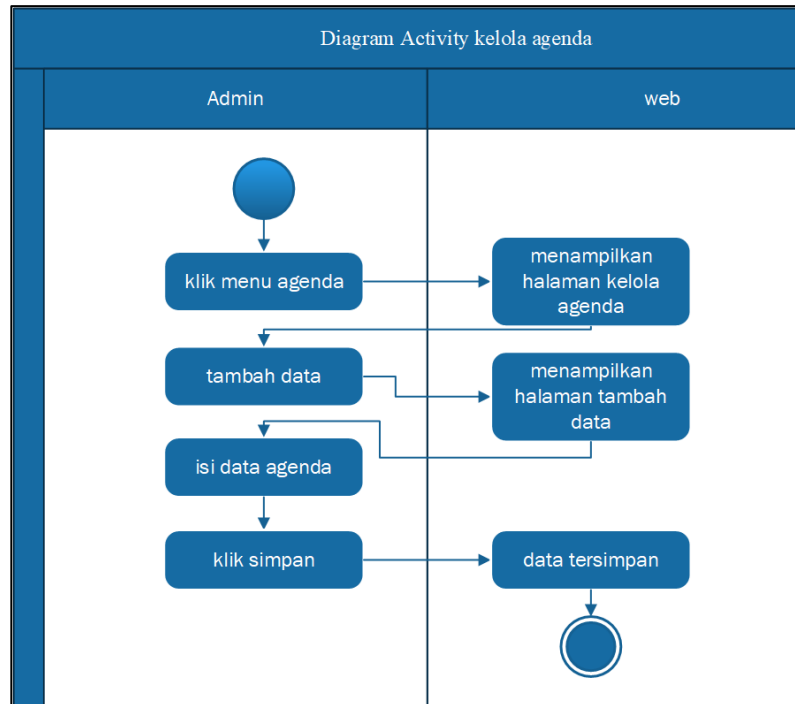 Diagram Activity kelola agenda
Admin
web
klik menu agenda
menampilkan
halaman kelola
agenda
tambah data
menampilkan
halaman tambah
data
isi data agenda
klik simpan
data tersimpan